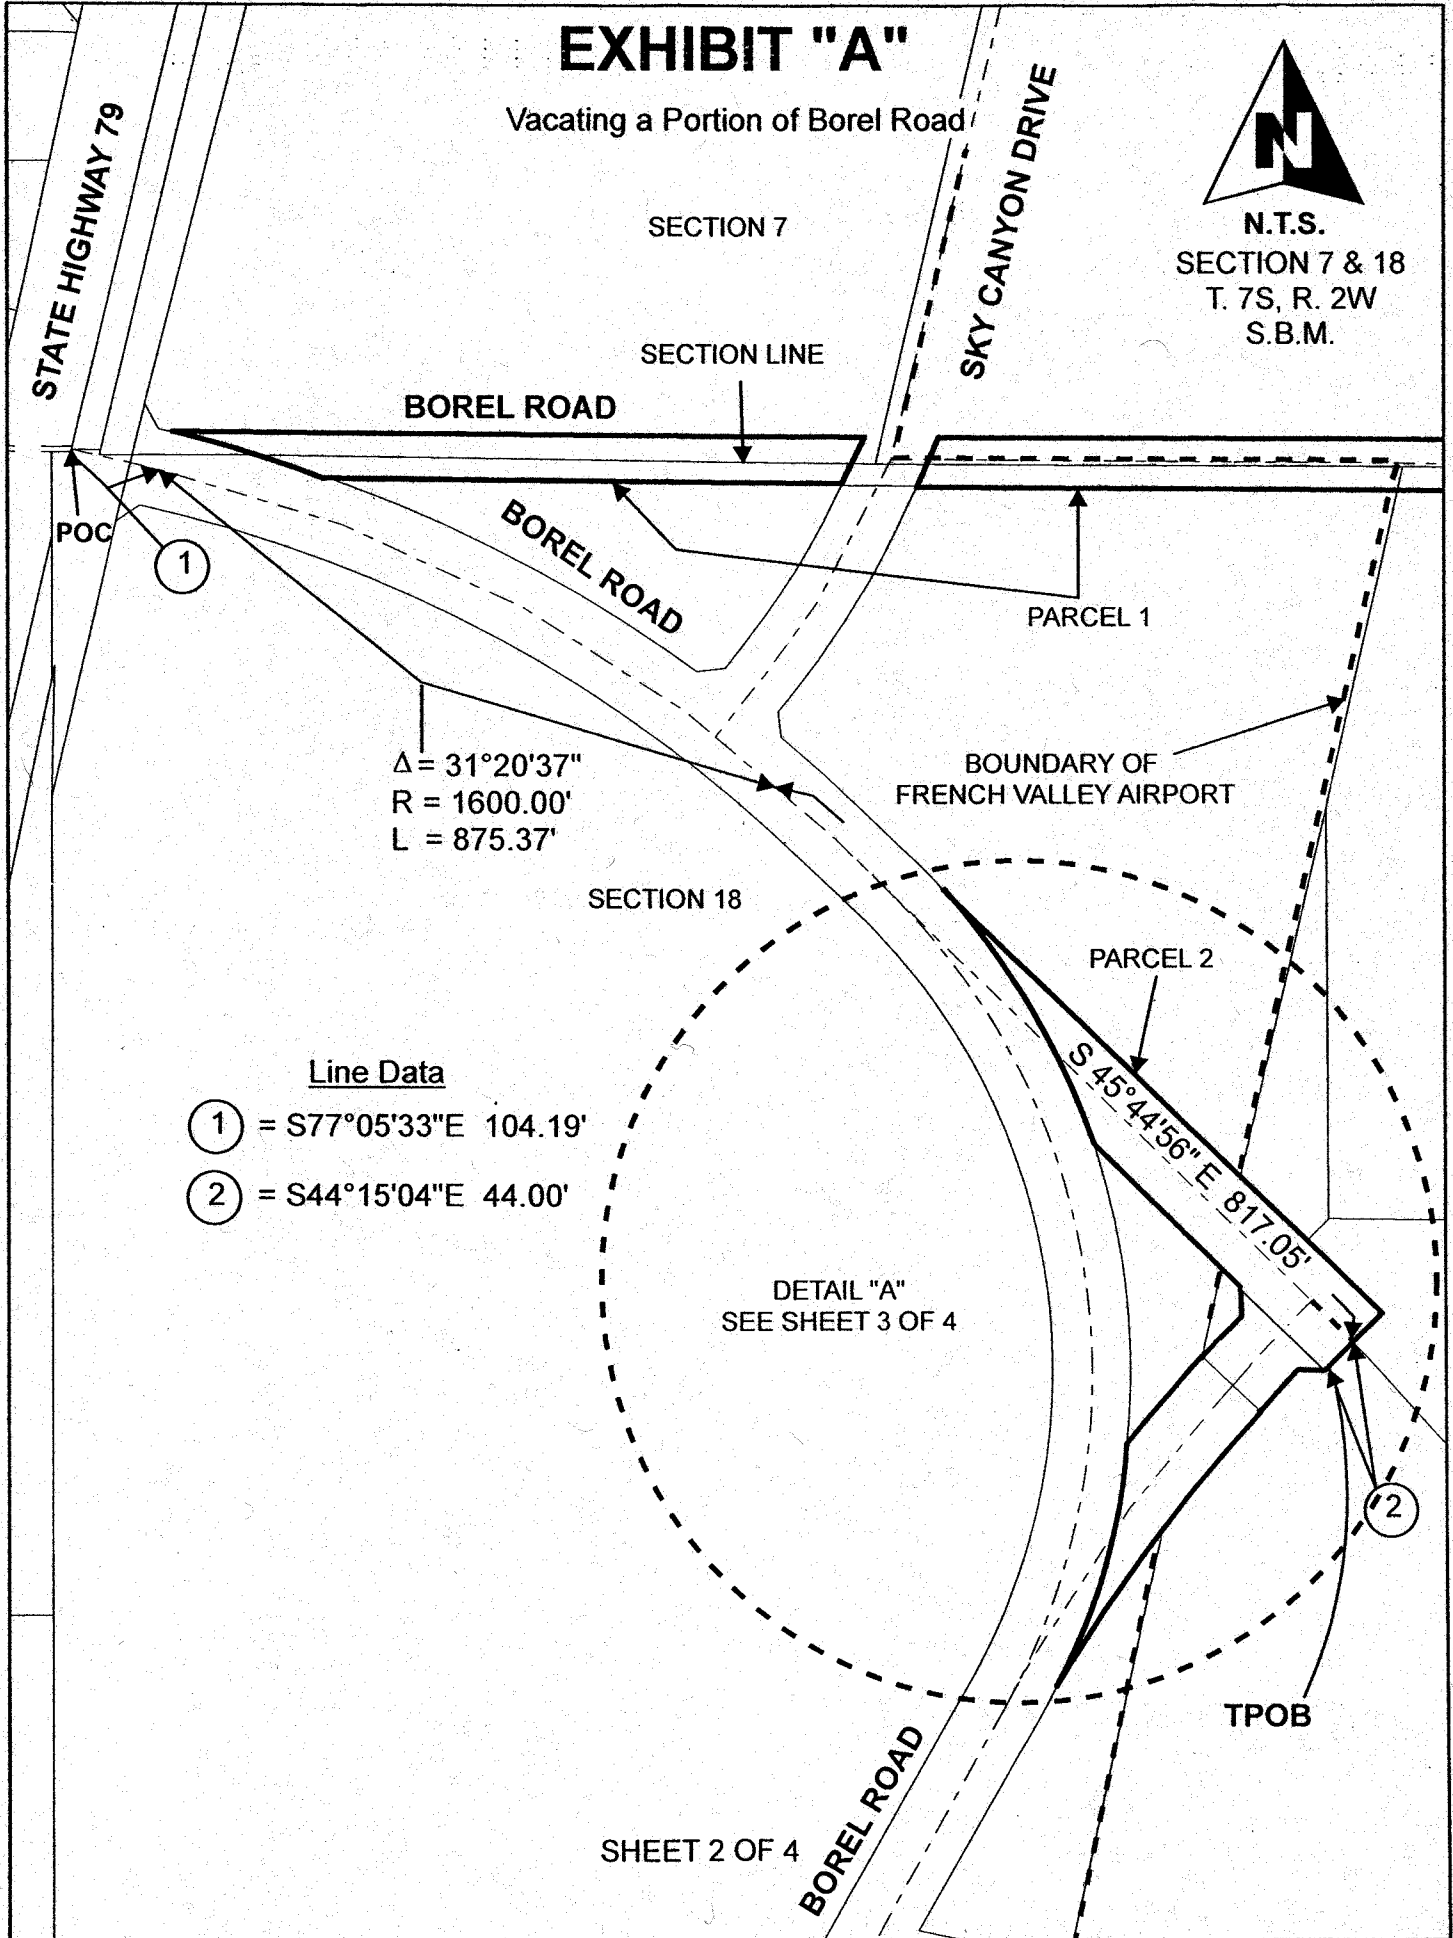 EXHIBIT "A"
Vacating a Portion of Borel Road
STATE HIGHWAY 79
SKY CANYON DRIVE
N
N.T.S.
SECTION 7 & 18
T. 7S, R. 2W
S.B.M.
SECTION 7
SECTION LINE
BOREL ROAD
BOREL ROAD
POC
1
PARCEL 1
Δ = 31°20'37"
R = 1600.00'
L = 875.37'
BOUNDARY OF
FRENCH VALLEY AIRPORT
SECTION 18
PARCEL 2
S 45°44'56" E 817.05'
Line Data
1 = S77°05'33"E 104.19'
2 = S44°15'04"E 44.00'
DETAIL "A"
SEE SHEET 3 OF 4
2
TPOB
BOREL ROAD
SHEET 2 OF 4